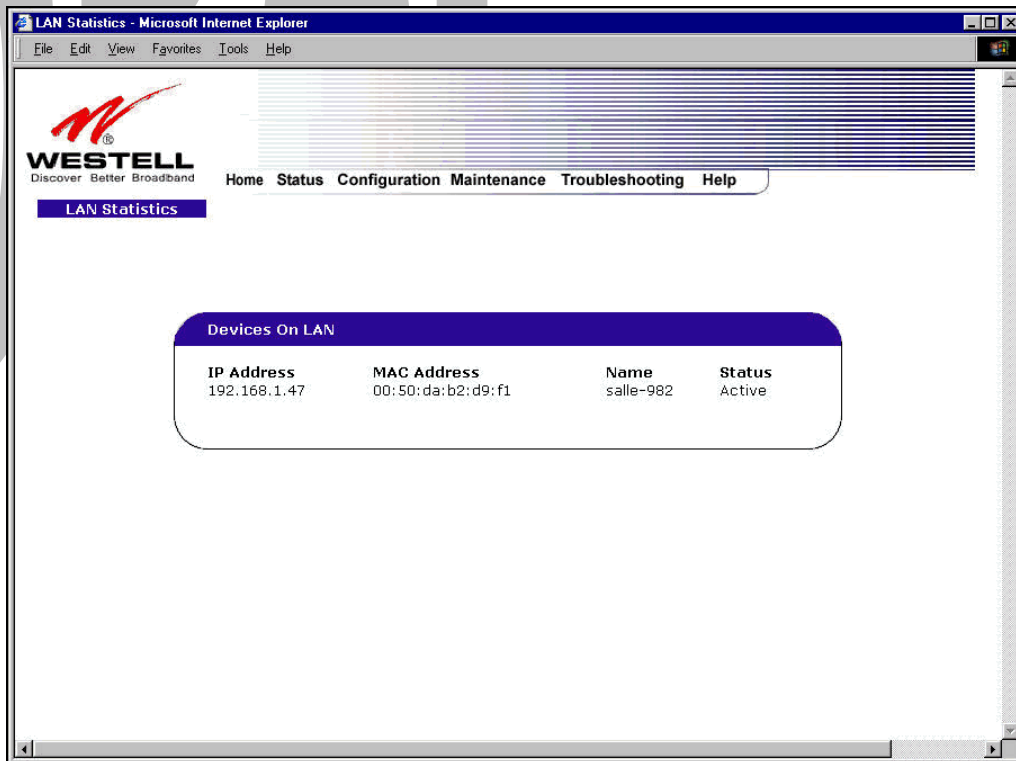 LAN Statistics - Microsoft Internet Explorer
File Edit View Favorites Tools Help
WESTELL
®
Discover Better Broadband
Home Status Configuration Maintenance Troubleshooting Help
LAN Statistics
Devices On LAN
IP Address MAC Address Name Status
192.168.1.47 00:50:da:b2:d9:f1 salle-982 Active